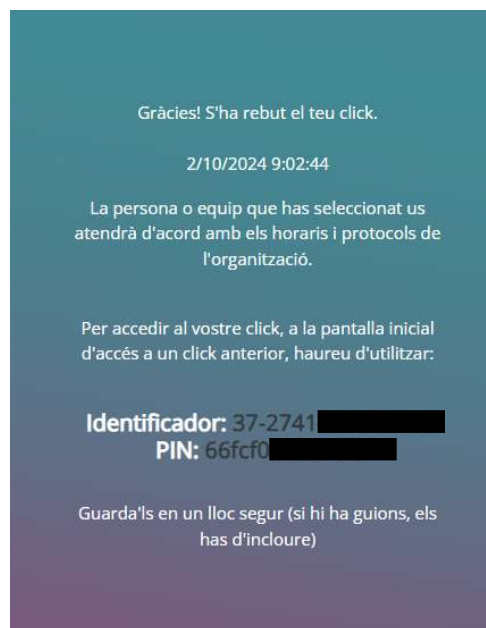 Gràcies! S'ha rebut el teu click.
2/10/2024 9:02:44
La persona o equip que has seleccionat us
atendrà d'acord amb els horaris i protocols de
l'organització.
Per accedir al vostre click, a la pantalla inicial
d'accés a un click anterior, haureu d'utilitzar:
Identificador: 37-2741
PIN: 66fcf0
Guarda'ls en un lloc segur (si hi ha guions, els
has d'incloure)